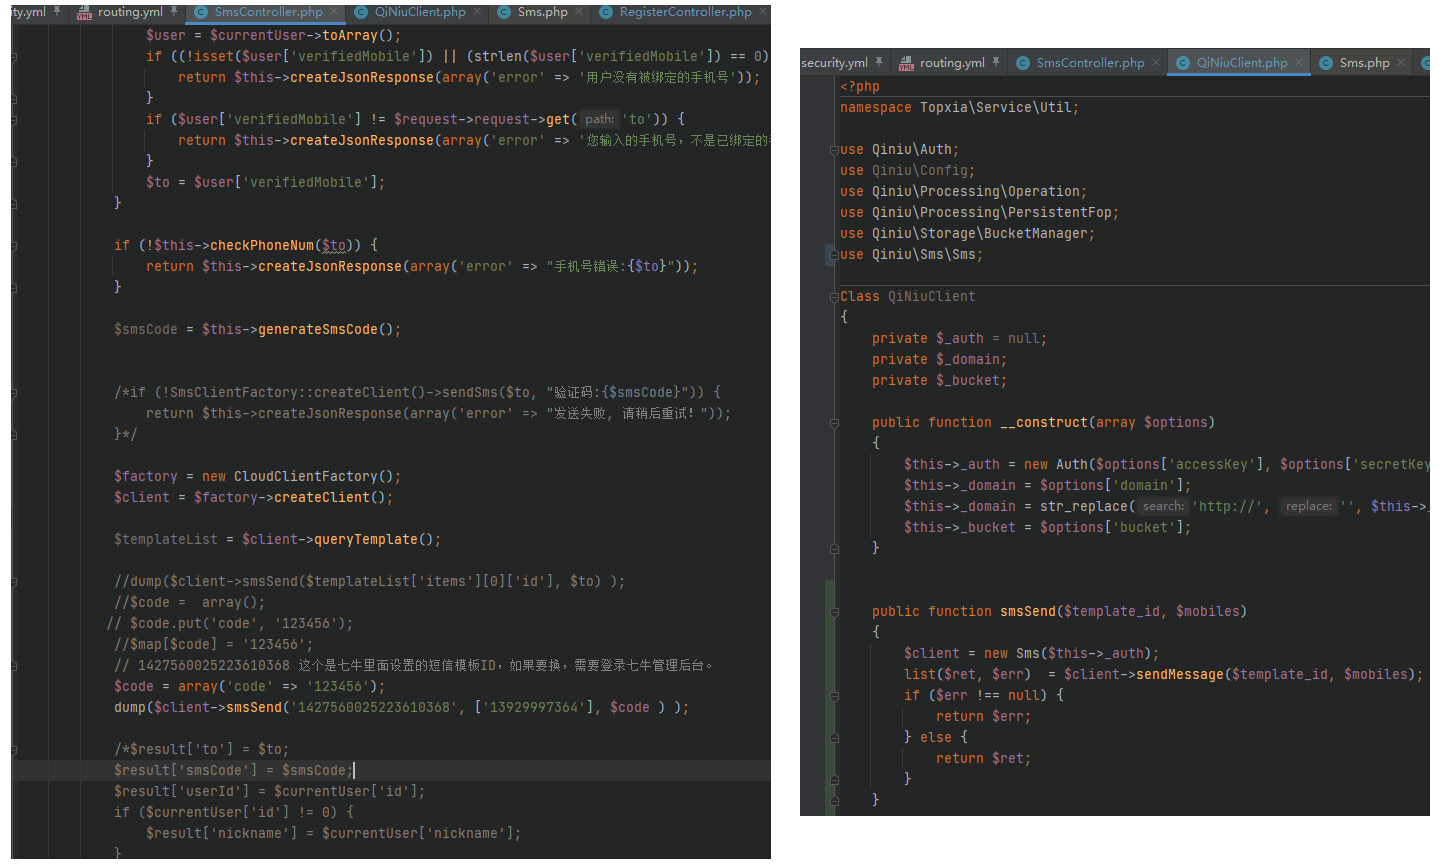 ity.yml
routing.yml
SmsController.php
QiNiuClient.php
Sms.php
RegisterController.php
$user = $currentUser->toArray();
if ((!isset($user['verifiedMobile']) || (strlen($user['verifiedMobile']) == 0)
return $this->createJsonResponse(array('error' => '用户没有被绑定的手机号'));
}
if ($user['verifiedMobile'] != $request->request->get( path: 'to')) {
return $this->createJsonResponse(array('error' => '您输入的手机号，不是已绑定的
}
$to = $user['verifiedMobile'];
}
if (!$this->checkPhoneNum($to)) {
return $this->createJsonResponse(array('error' => "手机号错误:{$to}"));
}
$smsCode = $this->generateSmsCode();
/*if (!SmsClientFactory::createClient()->sendSms($to, "验证码:{$smsCode}")) {
return $this->createJsonResponse(array('error' => "发送失败, 请稍后重试! "));
}*/
$factory = new CloudClientFactory();
$client = $factory->createClient();
$templateList = $client->queryTemplate();
//dump($client->smsSend($templateList['items'][0]['id'], $to) );
//$code =  array();
// $code.put('code', '123456');
//$map[$code] = '123456';
// 1427560025223610368 这个是七牛里面设置的短信模板ID，如果要换，需要登录七牛管理后台。
$code = array('code' => '123456');
dump($client->smsSend('1427560025223610368', ['13929997364'], $code ) );
/*$result['to'] = $to;
$result['smsCode'] = $smsCode;
$result['userId'] = $currentUser['id'];
if ($currentUser['id'] != 0) {
$result['nickname'] = $currentUser['nickname'];
}
security.yml
routing.yml
SmsController.php
QiNiuClient.php
Sms.php
<?php
namespace Topxia\Service\Util;
use Qiniu\Auth;
use Qiniu\Config;
use Qiniu\Processing\Operation;
use Qiniu\Processing\PersistentFop;
use Qiniu\Storage\BucketManager;
use Qiniu\Sms\Sms;
Class QiNiuClient
{
private $_auth = null;
private $_domain;
private $_bucket;
public function __construct(array $options)
{
$this->_auth = new Auth($options['accessKey'], $options['secretKey
$this->_domain = $options['domain'];
$this->_domain = str_replace( search: 'http://', replace: '', $this->_
$this->_bucket = $options['bucket'];
}
public function smsSend($template_id, $mobiles)
{
$client = new Sms($this->_auth);
list($ret, $err)  = $client->sendMessage($template_id, $mobiles);
if ($err !== null) {
return $err;
} else {
return $ret;
}
}